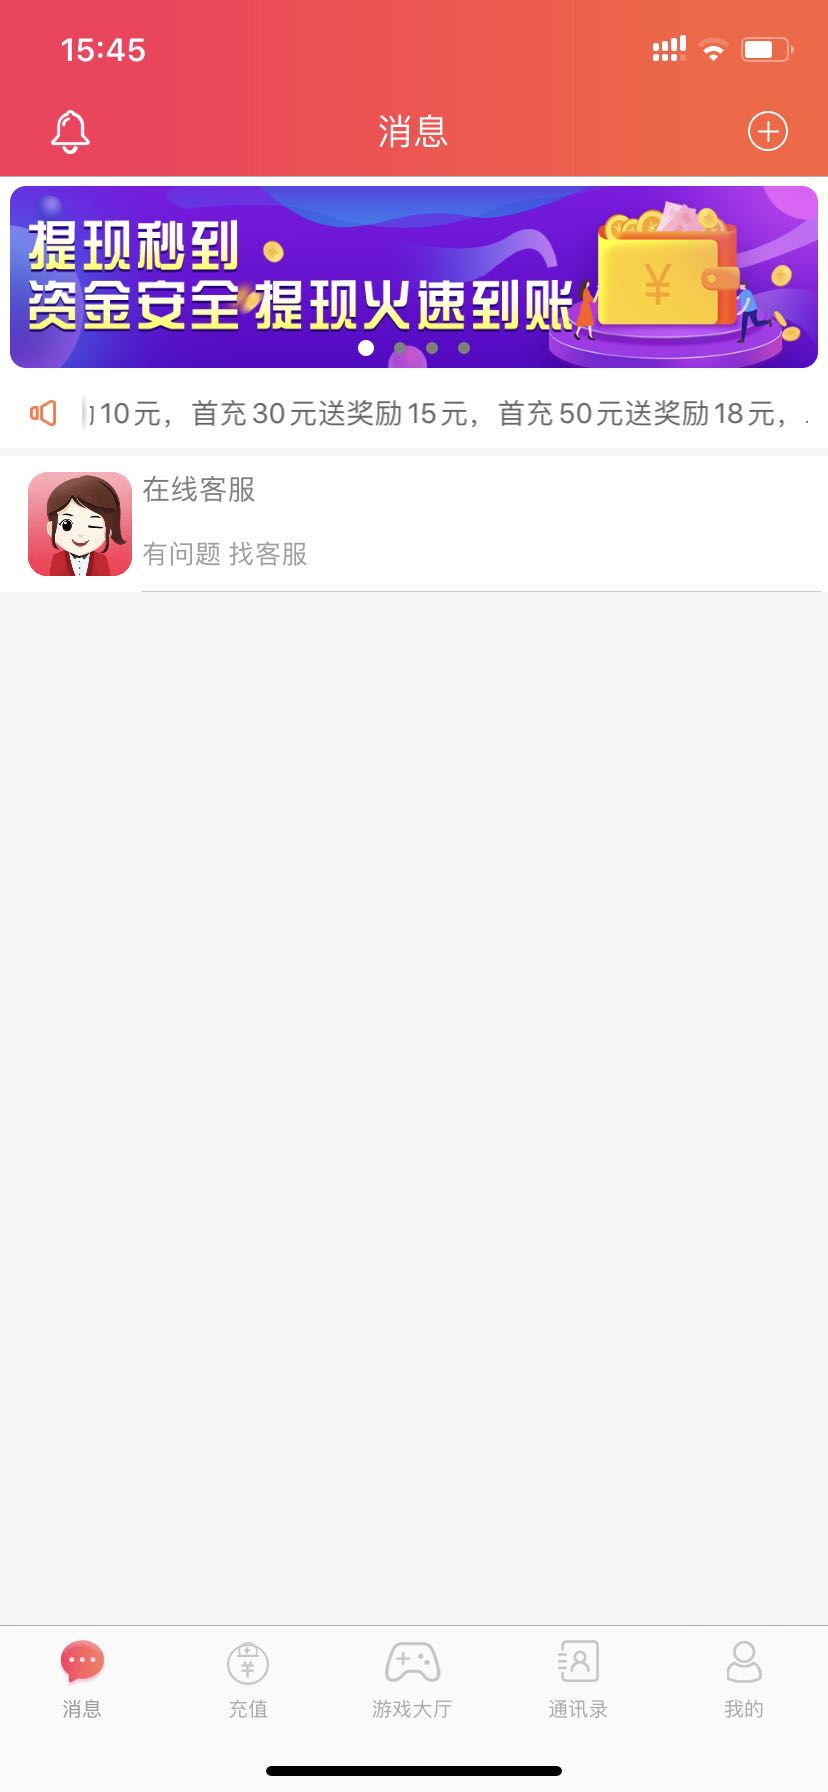 15:45
消息
提现秒到
资金安全 提现火速到账
10元，首充30元送奖励15元，首充50元送奖励18元，
在线客服
有问题 找客服
消息
充值
游戏大厅
通讯录
我的